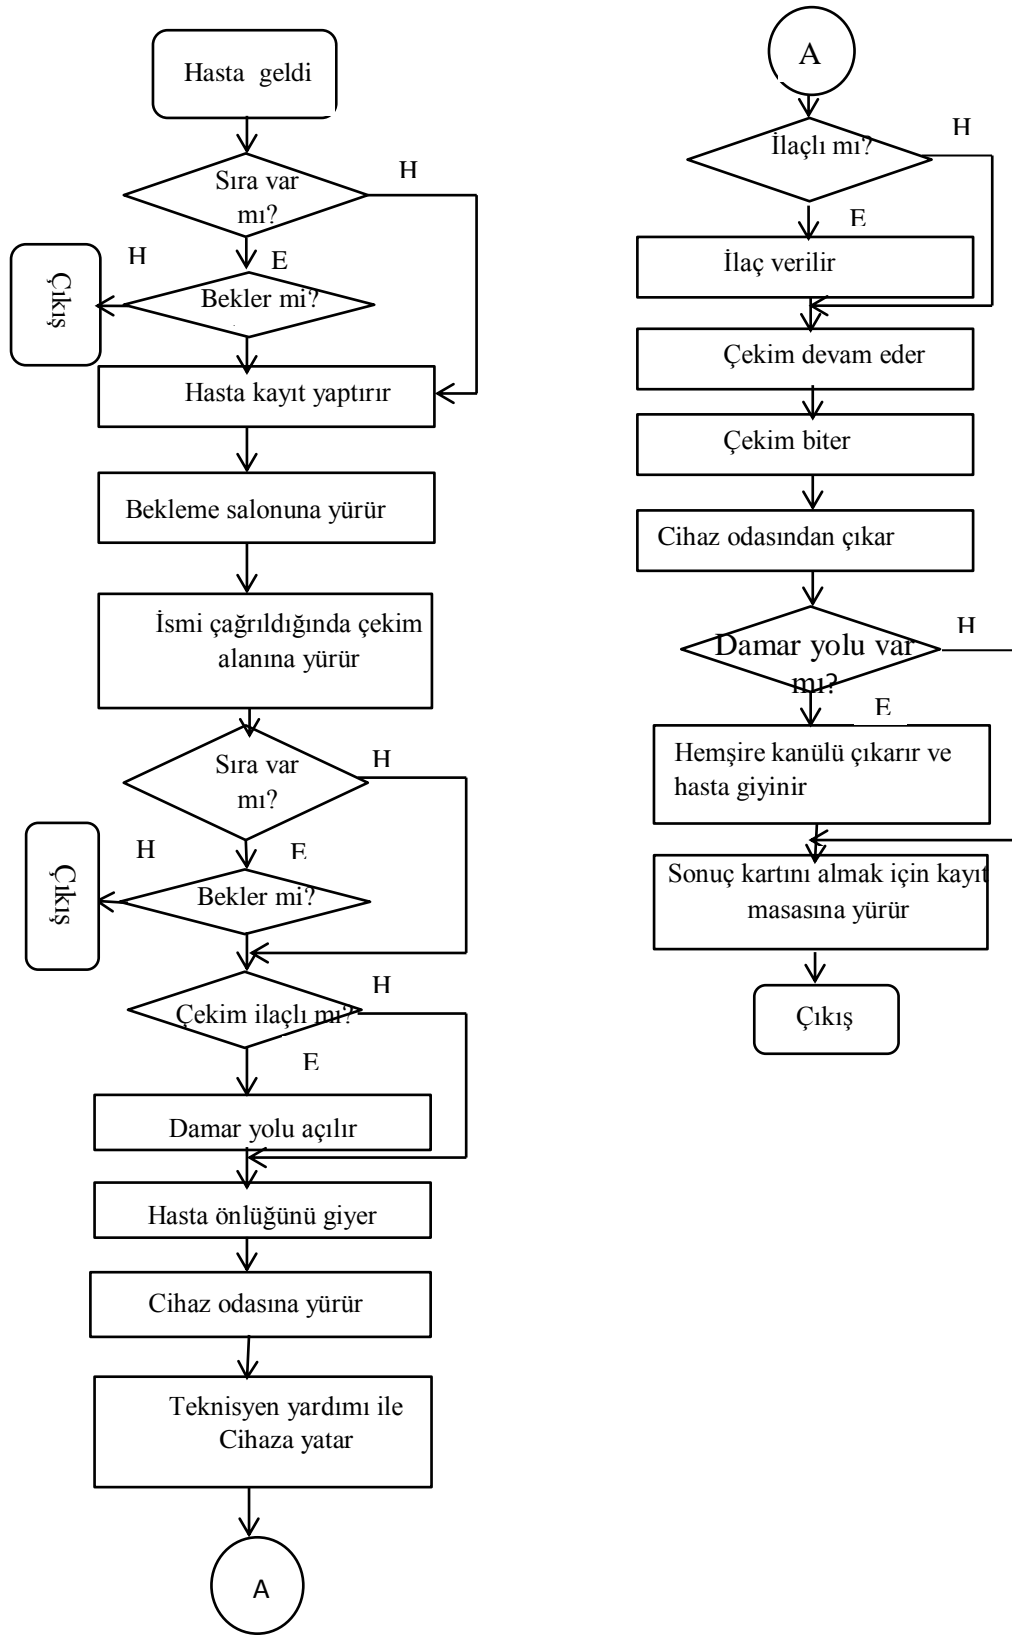 Hasta geldi
Sıra var
mı?
H
H
E
Çıkış
Bekler mi?
Hasta kayıt yaptırır
Bekleme salonuna yürür
İsmi çağrıldığında çekim
alanına yürür
Sıra var
mı?
H
H
E
Çıkış
Bekler mi?
Çekim ilaçlı mı?
H
E
Damar yolu açılır
Hasta önlüğünü giyer
Cihaz odasına yürür
Teknisyen yardımı ile
Cihaza yatar
A
A
İlaçlı mı?
H
E
İlaç verilir
Çekim devam eder
Çekim biter
Cihaz odasından çıkar
Damar yolu var
mı?
H
E
Hemşire kanülü çıkarır ve
hasta giyinir
Sonuç kartını almak için kayıt
masasına yürür
Çıkış